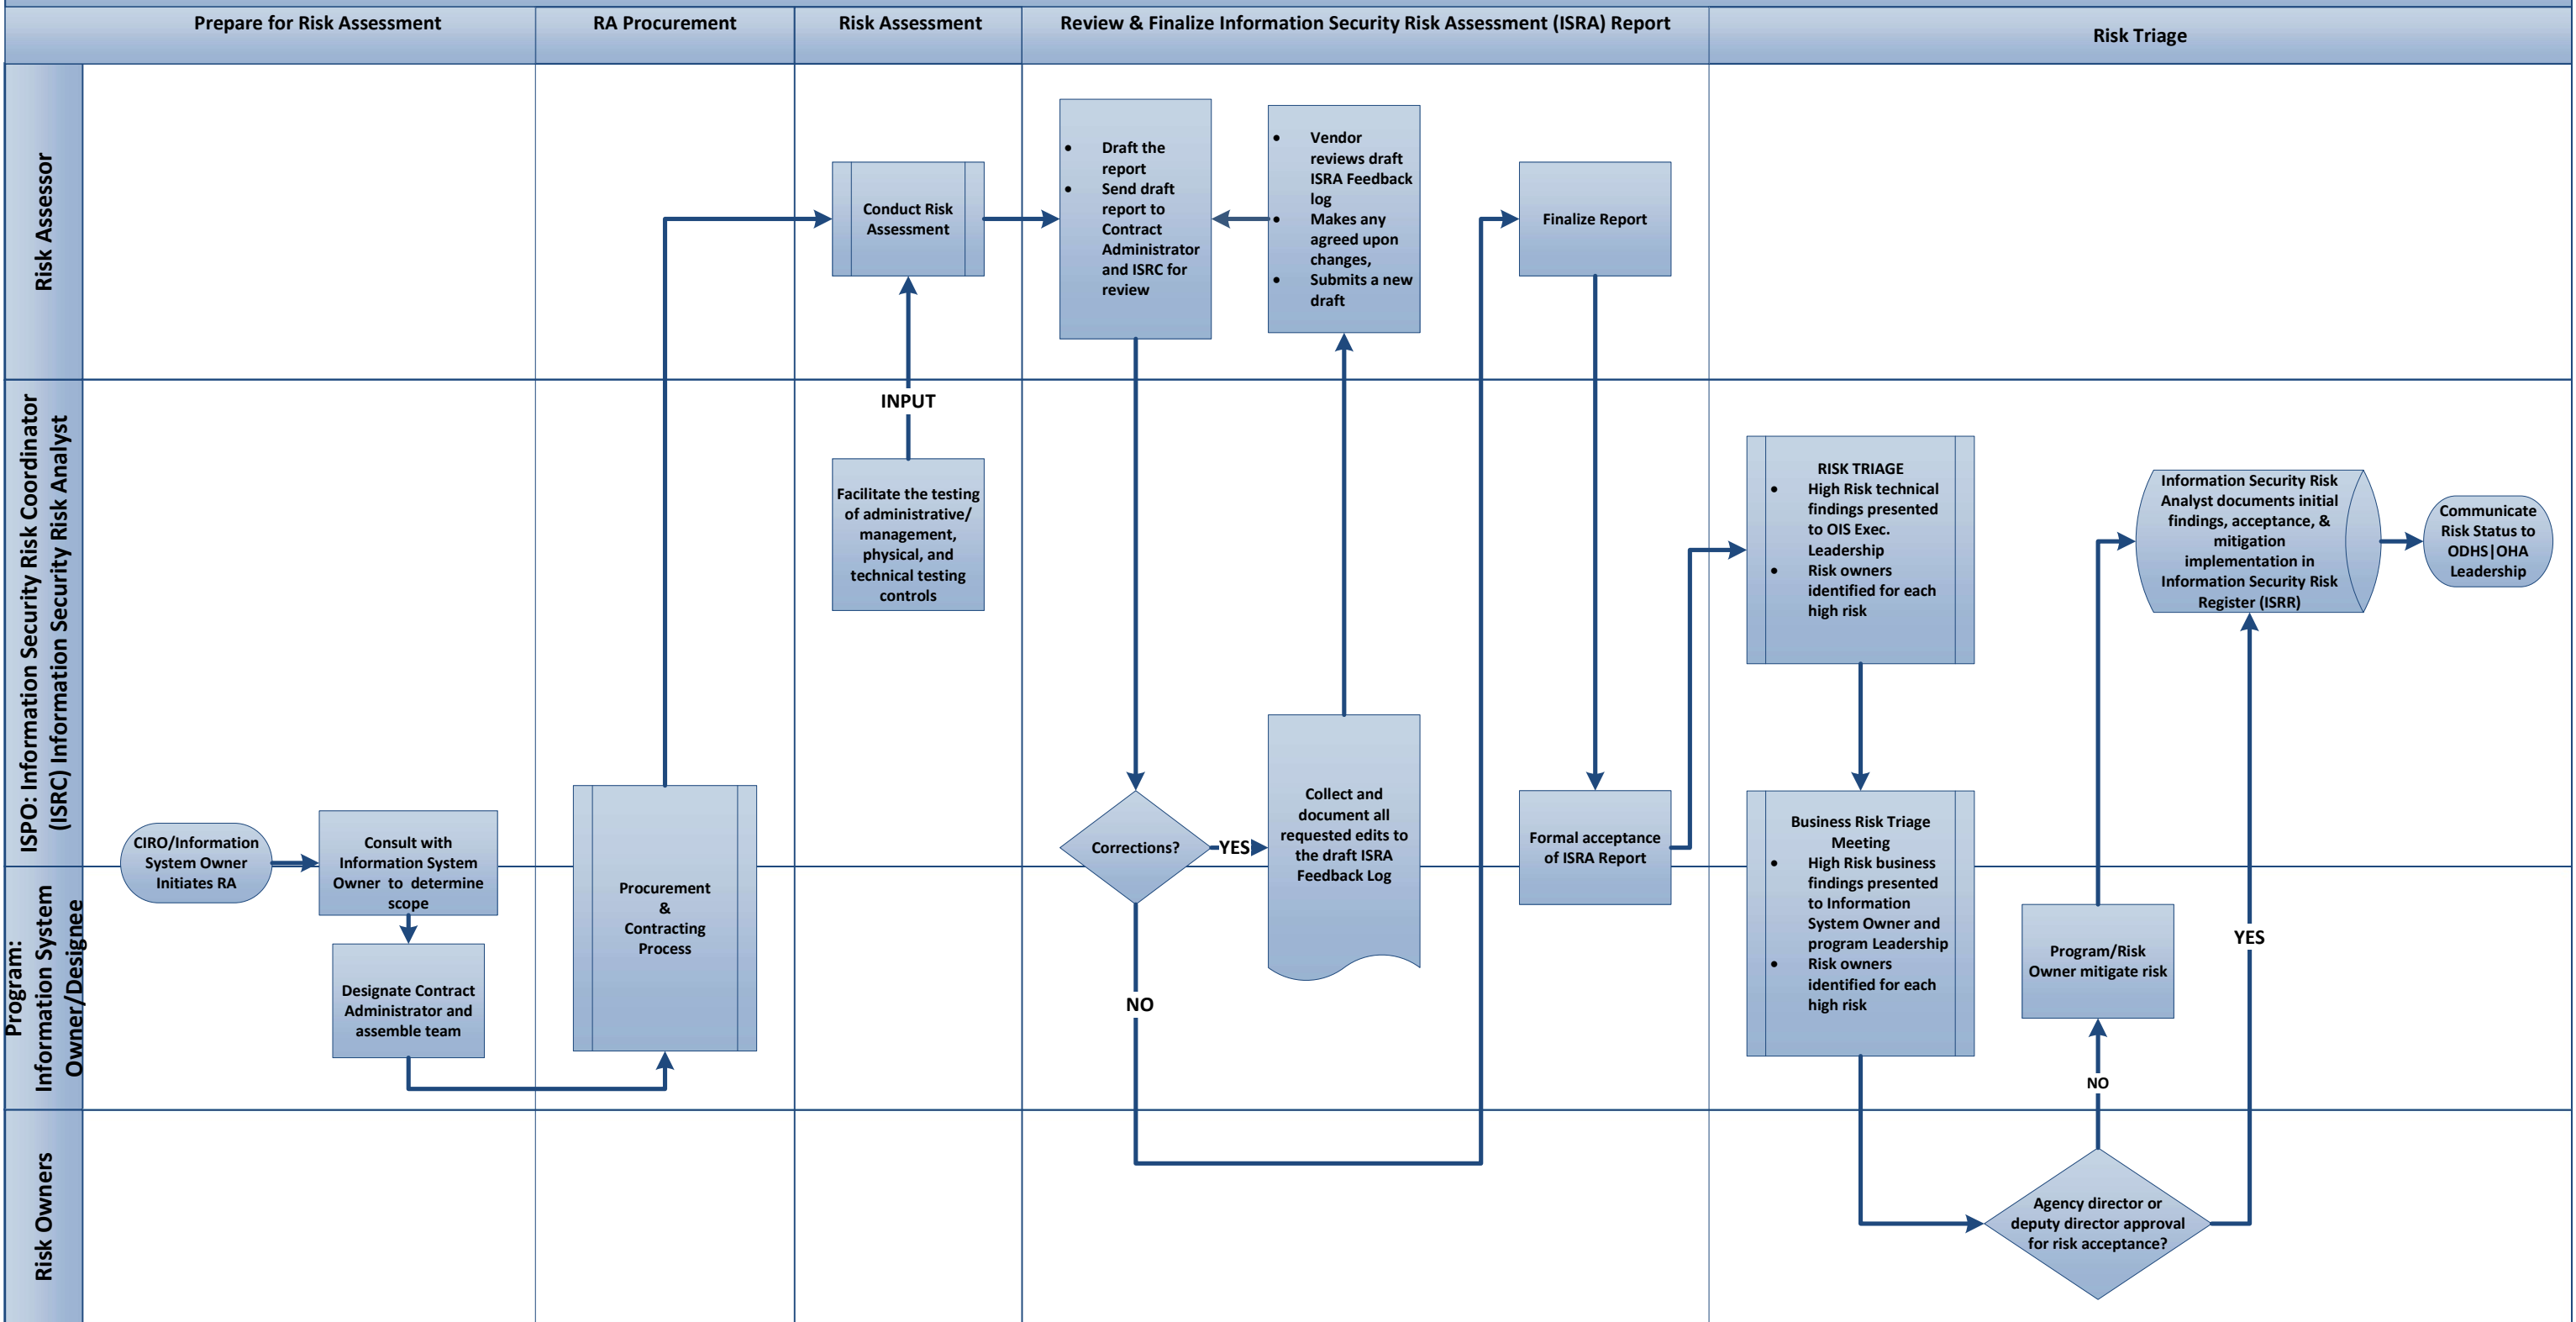 Prepare for Risk Assessment
RA Procurement
Risk Assessment
Review & Finalize Information Security Risk Assessment (ISRA) Report
Risk Triage
Risk Assessor
• Draft the
report
• Send draft
report to
Contract
Administrator
and ISRC for
review
• Vendor
reviews draft
ISRA Feedback
log
• Makes any
agreed upon
changes,
• Submits a new
draft
Conduct Risk
Assessment
Finalize Report
ISPO: Information Security Risk Coordinator
(ISRC) Information Security Risk Analyst
INPUT
Facilitate the testing
of administrative/
management,
physical, and
technical testing
controls
RISK TRIAGE
• High Risk technical
findings presented
to OIS Exec.
Leadership
• Risk owners
identified for each
high risk
Information Security Risk
Analyst documents initial
findings, acceptance, &
mitigation
implementation in
Information Security Risk
Register (ISRR)
Communicate
Risk Status to
ODHS|OHA
Leadership
CIRO/Information
System Owner
Initiates RA
Consult with
Information System
Owner to determine
scope
Corrections?
YES
Collect and
document all
requested edits to
the draft ISRA
Feedback Log
Formal acceptance
of ISRA Report
Business Risk Triage
Meeting
• High Risk business
findings presented
to Information
System Owner and
program Leadership
• Risk owners
identified for each
high risk
Program:
Information System
Owner/Designee
Designate Contract
Administrator and
assemble team
Procurement
&
Contracting
Process
NO
Program/Risk
Owner mitigate risk
YES
NO
Risk Owners
Agency director or
deputy director approval
for risk acceptance?